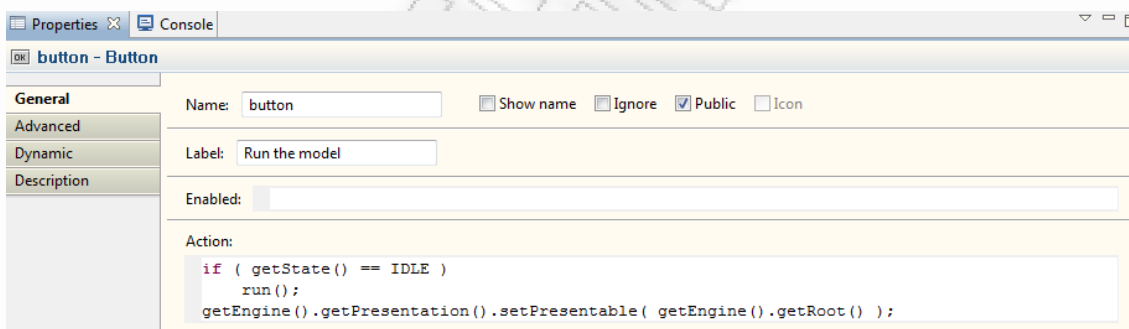 Properties Console
OK button - Button
General
Name: button Show name Ignore Public Icon
Advanced
Dynamic
Label: Run the model
Description
Enabled:
Action:
if ( getState() == IDLE )
run();
getEngine().getPresentation().setPresentable( getEngine().getRoot() );